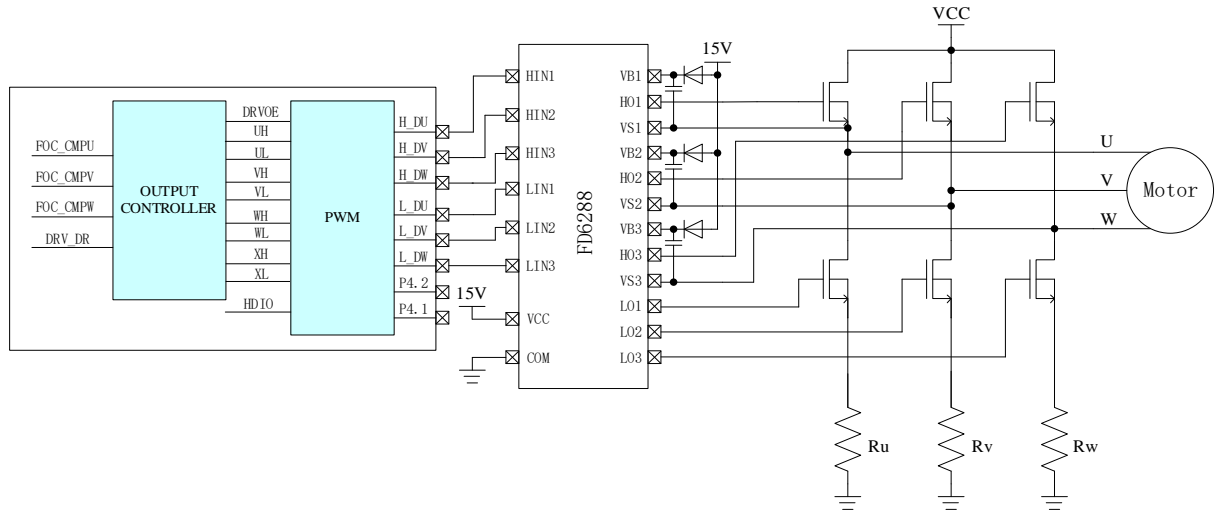 VCC
15V
HIN1
VB1
HO1
DRVOE
HIN2
H_DU
UH
VS1
U
FOC_CMPU
UL
H_DV
HIN3
VB2
FOC_CMPV
VH
H_DW
LIN1
HO2
V
Motor
OUTPUT
CONTROLLER
VL
PWM
FOC_CMPW
WH
L_DU
LIN2
FD6288
VS2
W
DRV_DR
WL
L_DV
VB3
XH
L_DW
LIN3
HO3
XL
P4.2
VS3
HDIO
15V
P4.1
VCC
LO1
LO2
COM
LO3
Ru
Rv
Rw